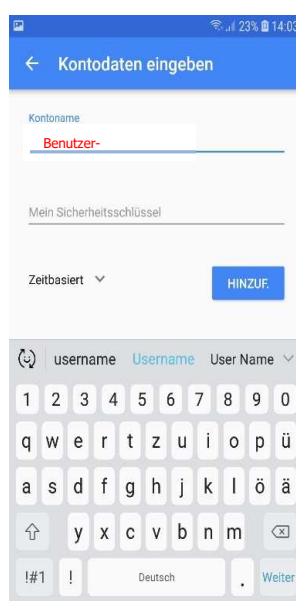 23% 14:03
Kontodaten eingeben
Kontoname
Benutzer-
Mein Sicherheitsschlüssel
Zeitbasiert
HINZUF.
username Username User Name
1 2 3 4 5 6 7 8 9 0
q w e r t z u i o p ü
a s d f g h j k l ö ä
y x c v b n m
!#1 ! Deutsch . Weiter